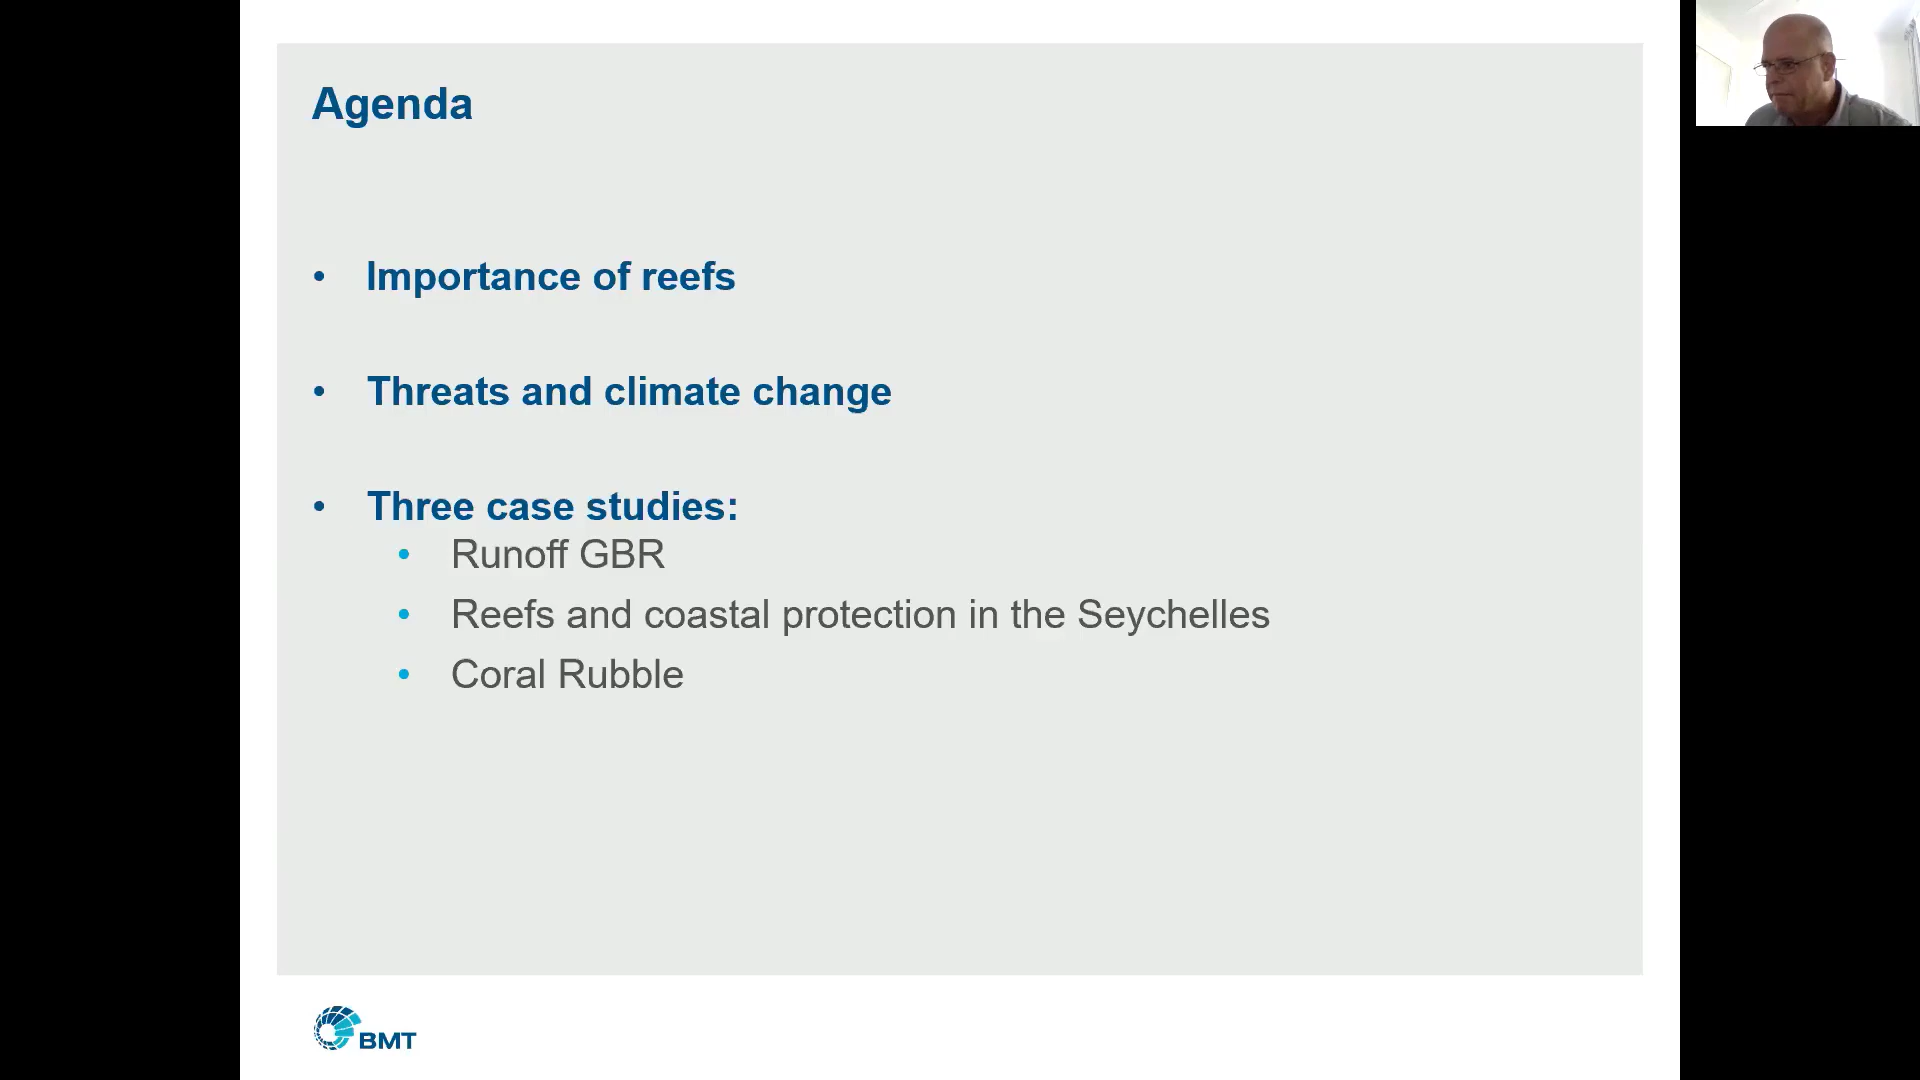 Agenda
• Importance of reefs
• Threats and climate change
• Three case studies:
• Runoff GBR
• Reefs and coastal protection in the Seychelles
• Coral Rubble
BMT